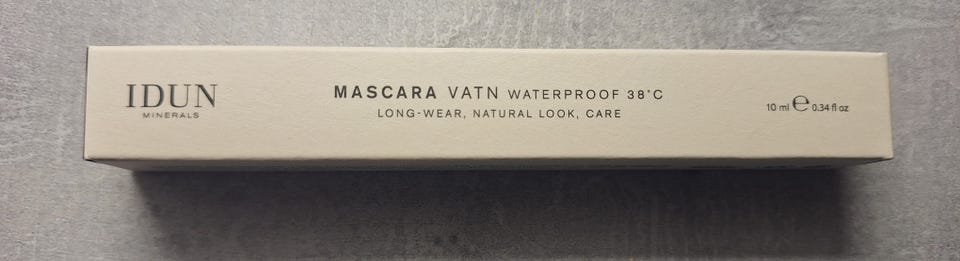 IDUN
MINERALS
MASCARA VATN WATERPROOF 38°C
LONG-WEAR, NATURAL LOOK, CARE
10 ml ℮ 0.34 fl oz